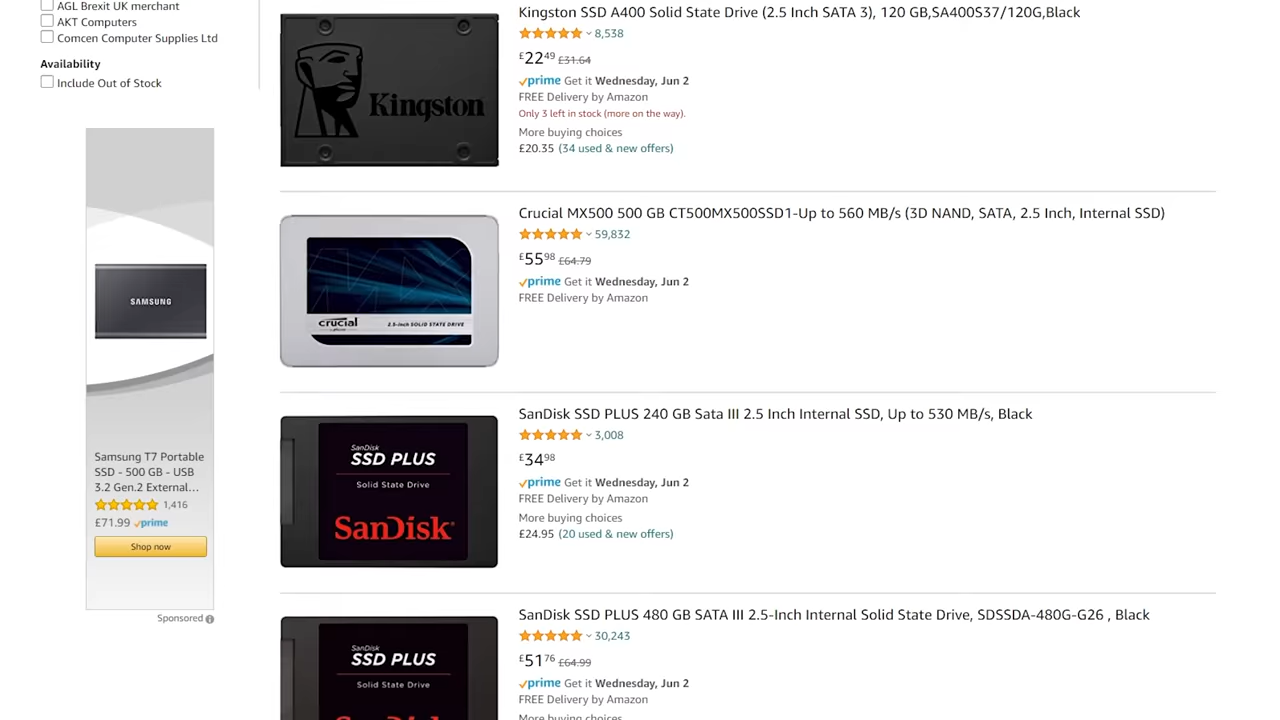 AGL Brexit UK merchant
AKT Computers
Comcen Computer Supplies Ltd
Availability
Include Out of Stock
SAMSUNG
Samsung T7 Portable
SSD - 500 GB - USB
3.2 Gen.2 External...
1,416
£71.99 prime
Shop now
Sponsored
Kingston
Kingston SSD A400 Solid State Drive (2.5 Inch SATA 3), 120 GB,SA400S37/120G,Black
8,538
£22.49 £31.64
prime Get it Wednesday, Jun 2
FREE Delivery by Amazon
Only 3 left in stock (more on the way).
More buying choices
£20.35 (34 used & new offers)
crucial 2.5-inch SOLID STATE DRIVE
Crucial MX500 500 GB CT500MX500SSD1-Up to 560 MB/s (3D NAND, SATA, 2.5 Inch, Internal SSD)
59,832
£55.98 £64.79
prime Get it Wednesday, Jun 2
FREE Delivery by Amazon
SanDisk
SSD PLUS
Solid State Drive
SanDisk
SanDisk SSD PLUS 240 GB Sata III 2.5 Inch Internal SSD, Up to 530 MB/s, Black
3,008
£34.98
prime Get it Wednesday, Jun 2
FREE Delivery by Amazon
More buying choices
£24.95 (20 used & new offers)
SanDisk
SSD PLUS
Solid State Drive
SanDisk SSD PLUS 480 GB SATA III 2.5-Inch Internal Solid State Drive, SDSSDA-480G-G26 , Black
30,243
£51.76 £64.99
prime Get it Wednesday, Jun 2
FREE Delivery by Amazon
More buying choices